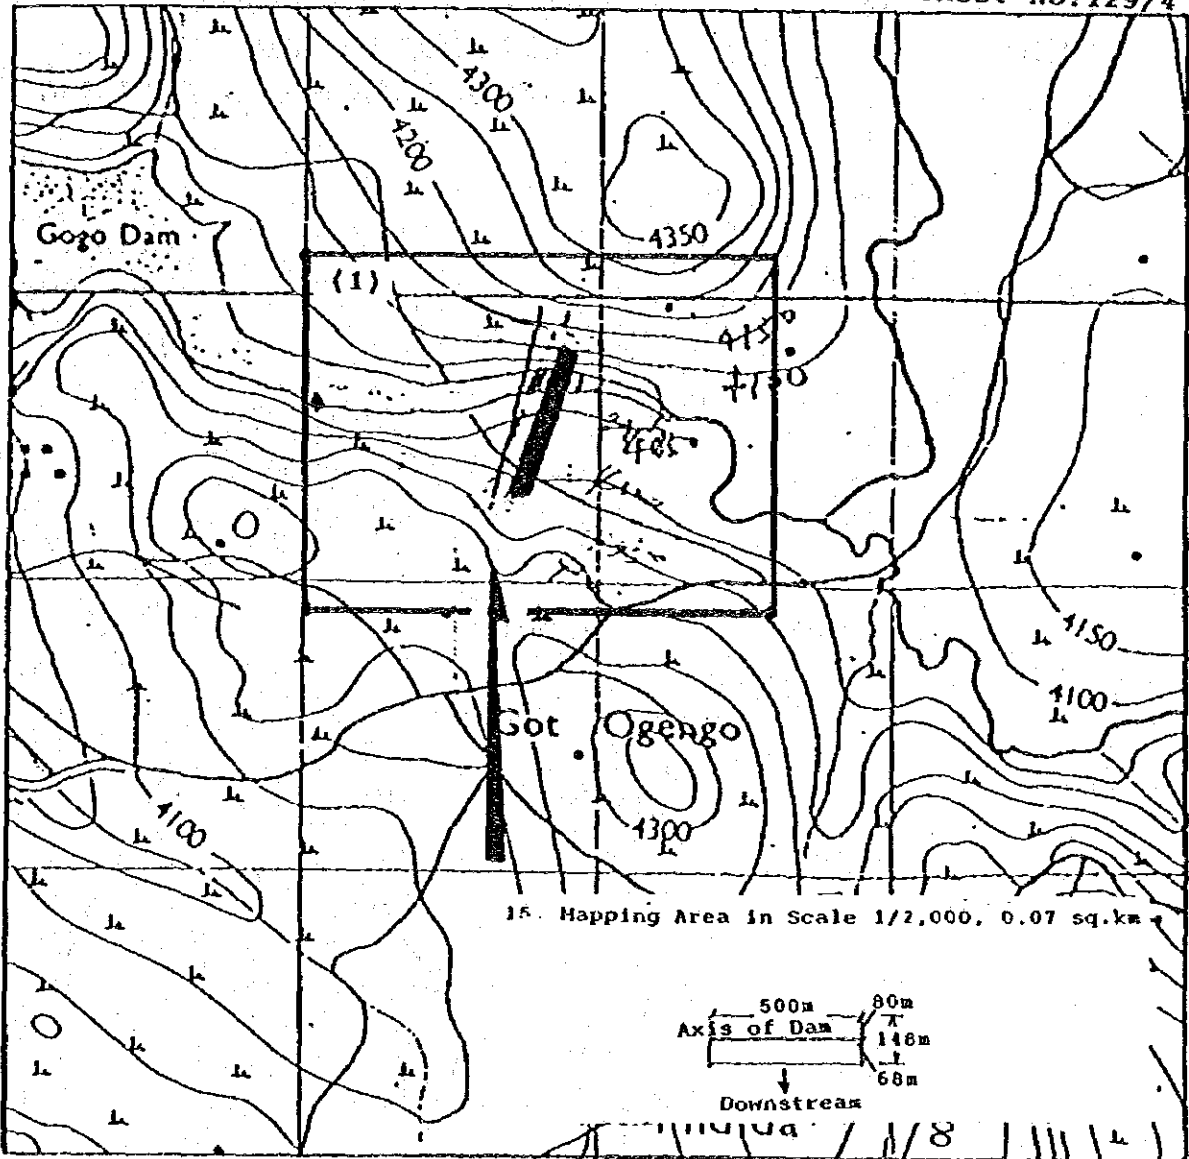 4300
4200
Gogo Dam
4350
(1)
4150
4150
4100
Got Ogengo
4100
4300
15. Mapping Area in Scale 1/2,000, 0.07 sq.km
500m
80m
Axis of Dam
148m
68m
Downstream